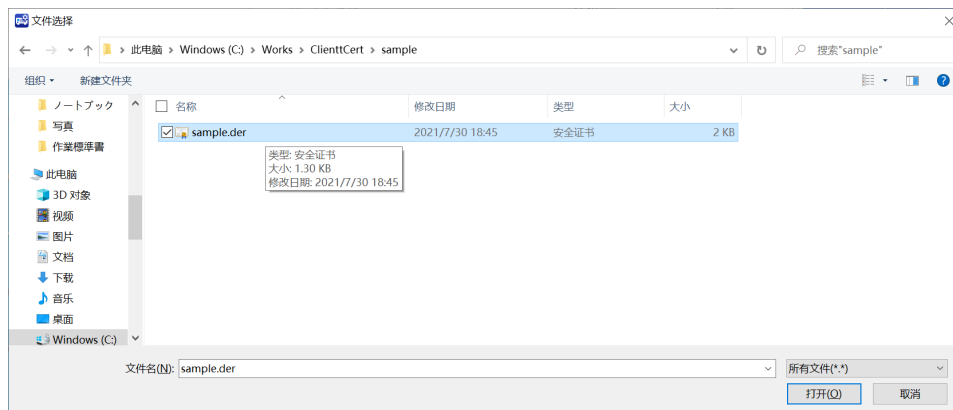 文件选择
此电脑 > Windows (C:) > Works > ClienttCert > sample
搜索"sample"
组织
新建文件夹
ノートブック
写真
作業標準書
此电脑
3D 对象
视频
图片
文档
下载
音乐
桌面
Windows (C:)
名称 修改日期 类型 大小
sample.der 2021/7/30 18:45 安全证书 2 KB
类型: 安全证书
大小: 1.30 KB
修改日期: 2021/7/30 18:45
文件名(N): sample.der
所有文件(*.*)
打开(O) 取消